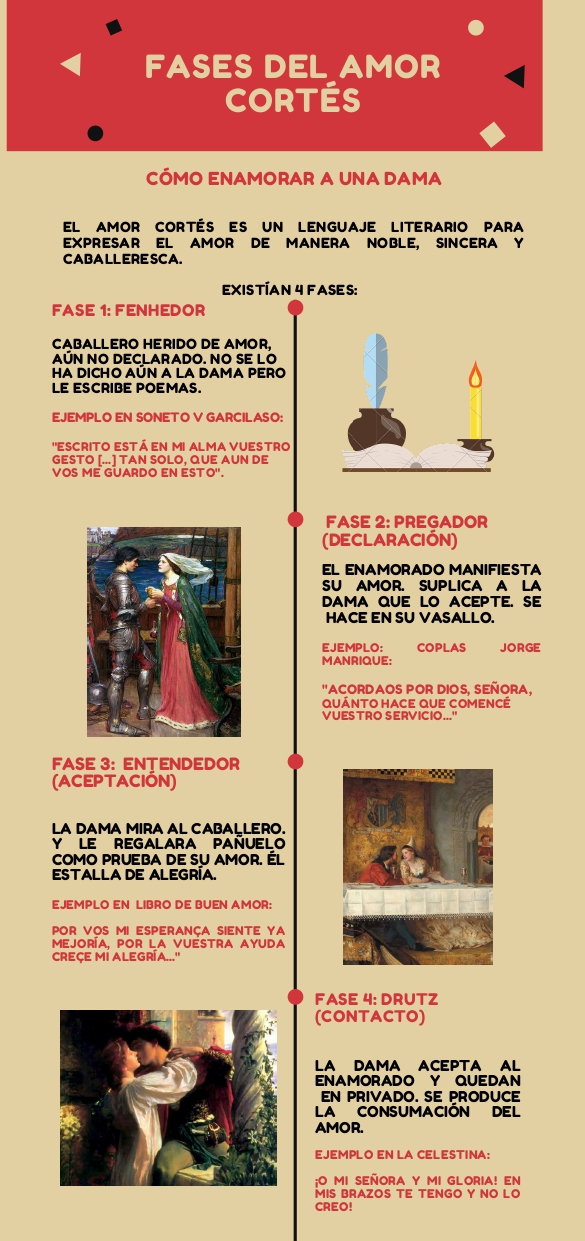 FASES DEL AMOR
CORTÉS
CÓMO ENAMORAR A UNA DAMA
EL AMOR CORTÉS ES UN LENGUAJE LITERARIO PARA
EXPRESAR EL AMOR DE MANERA NOBLE, SINCERA Y
CABALLERESCA.
EXISTÍAN 4 FASES:
FASE 1: FENHEDOR
CABALLERO HERIDO DE AMOR,
AÚN NO DECLARADO. NO SE LO
HA DICHO AÚN A LA DAMA PERO
LE ESCRIBE POEMAS.
EJEMPLO EN SONETO V GARCILASO:
"ESCRITO ESTÁ EN MI ALMA VUESTRO
GESTO [...] TAN SOLO, QUE AUN DE
VOS ME GUARDO EN ESTO".
FASE 2: PREGADOR
(DECLARACIÓN)
EL ENAMORADO MANIFIESTA
SU AMOR. SUPLICA A LA
DAMA QUE LO ACEPTE. SE
HACE EN SU VASALLO.
EJEMPLO: COPLAS JORGE
MANRIQUE:
"ACORDAOS POR DIOS, SEÑORA,
QUÁNTO HACE QUE COMENCÉ
VUESTRO SERVICIO..."
FASE 3: ENTENDEDOR
(ACEPTACIÓN)
LA DAMA MIRA AL CABALLERO.
Y LE REGALARA PAÑUELO
COMO PRUEBA DE SU AMOR. ÉL
ESTALLA DE ALEGRÍA.
EJEMPLO EN LIBRO DE BUEN AMOR:
POR VOS MI ESPERANÇA SIENTE YA
MEJORÍA, POR LA VUESTRA AYUDA
CREÇE MI ALEGRÍA..."
FASE 4: DRUTZ
(CONTACTO)
LA DAMA ACEPTA AL
ENAMORADO Y QUEDAN
EN PRIVADO. SE PRODUCE
LA CONSUMACIÓN DEL
AMOR.
EJEMPLO EN LA CELESTINA:
¡O MI SEÑORA Y MI GLORIA! EN
MIS BRAZOS TE TENGO Y NO LO
CREO!